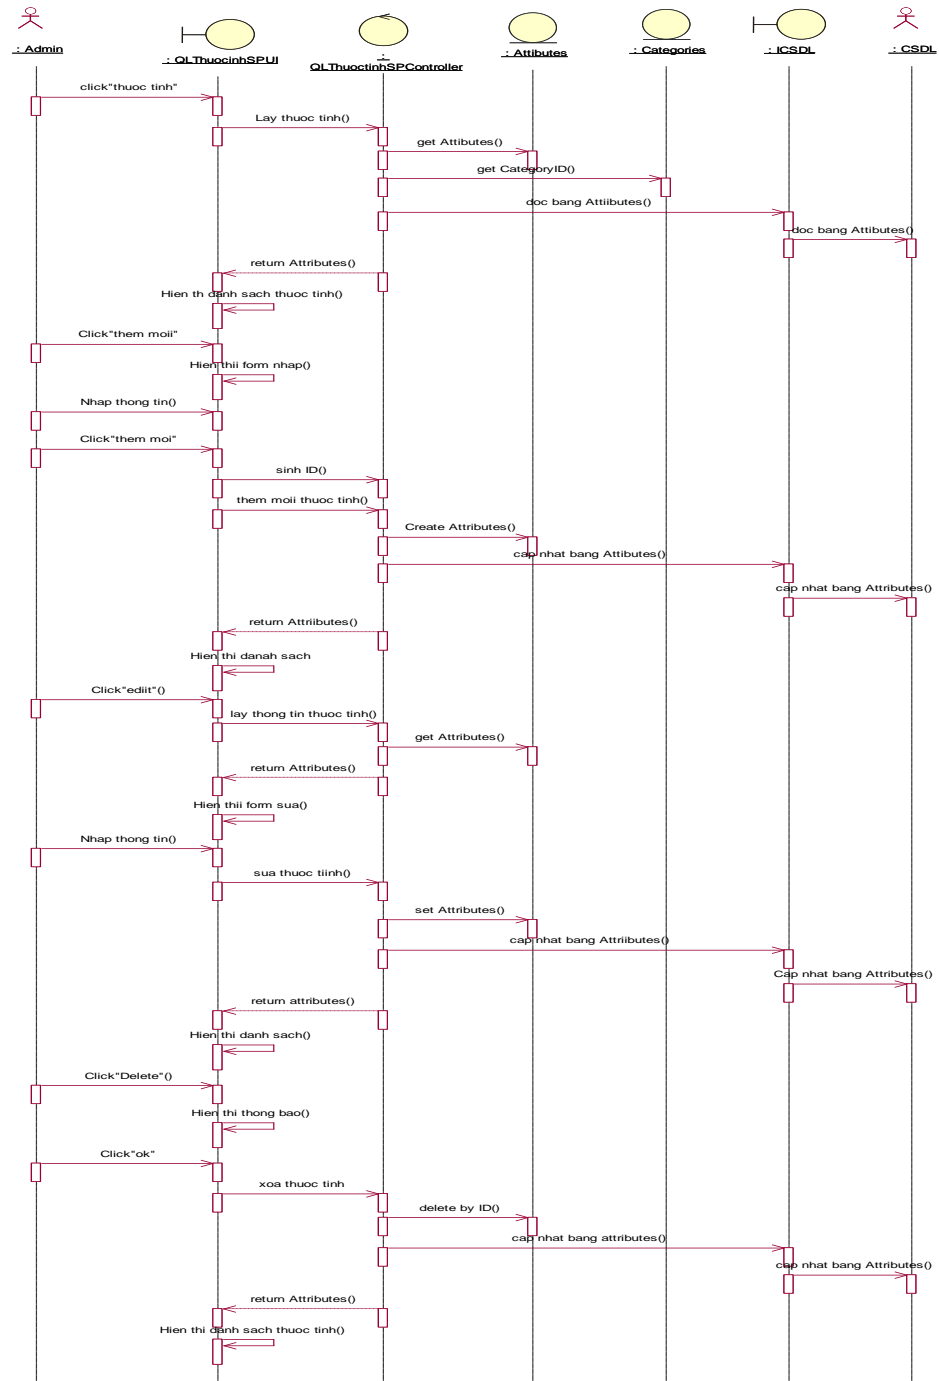 : Admin
: QLThuocinhSPUI
:
QLThuoctinhSPController
: Attibutes
: Categories
: ICSDL
: CSDL
click"thuoc tinh"
Lay thuoc tinh()
get Attibutes()
get CategoryID()
doc bang Attiibutes()
doc bang Attibutes()
return Attributes()
Hien th danh sach thuoc tinh()
Click"them moii"
Hien thii form nhap()
Nhap thong tin()
Click"them moi"
sinh ID()
them moii thuoc tinh()
Create Attributes()
cap nhat bang Attibutes()
cap nhat bang Attributes()
return Attriibutes()
Hien thi danah sach
Click"ediit"()
lay thong tin thuoc tinh()
get Attributes()
return Attributes()
Hien thii form sua()
Nhap thong tin()
sua thuoc tiinh()
set Attributes()
cap nhat bang Attriibutes()
Cap nhat bang Attributes()
return attributes()
Hien thi danh sach()
Click"Delete"()
Hien thi thong bao()
Click"ok"
xoa thuoc tinh
delete by ID()
cap nhat bang attributes()
cap nhat bang Attributes()
return Attributes()
Hien thi danh sach thuoc tinh()